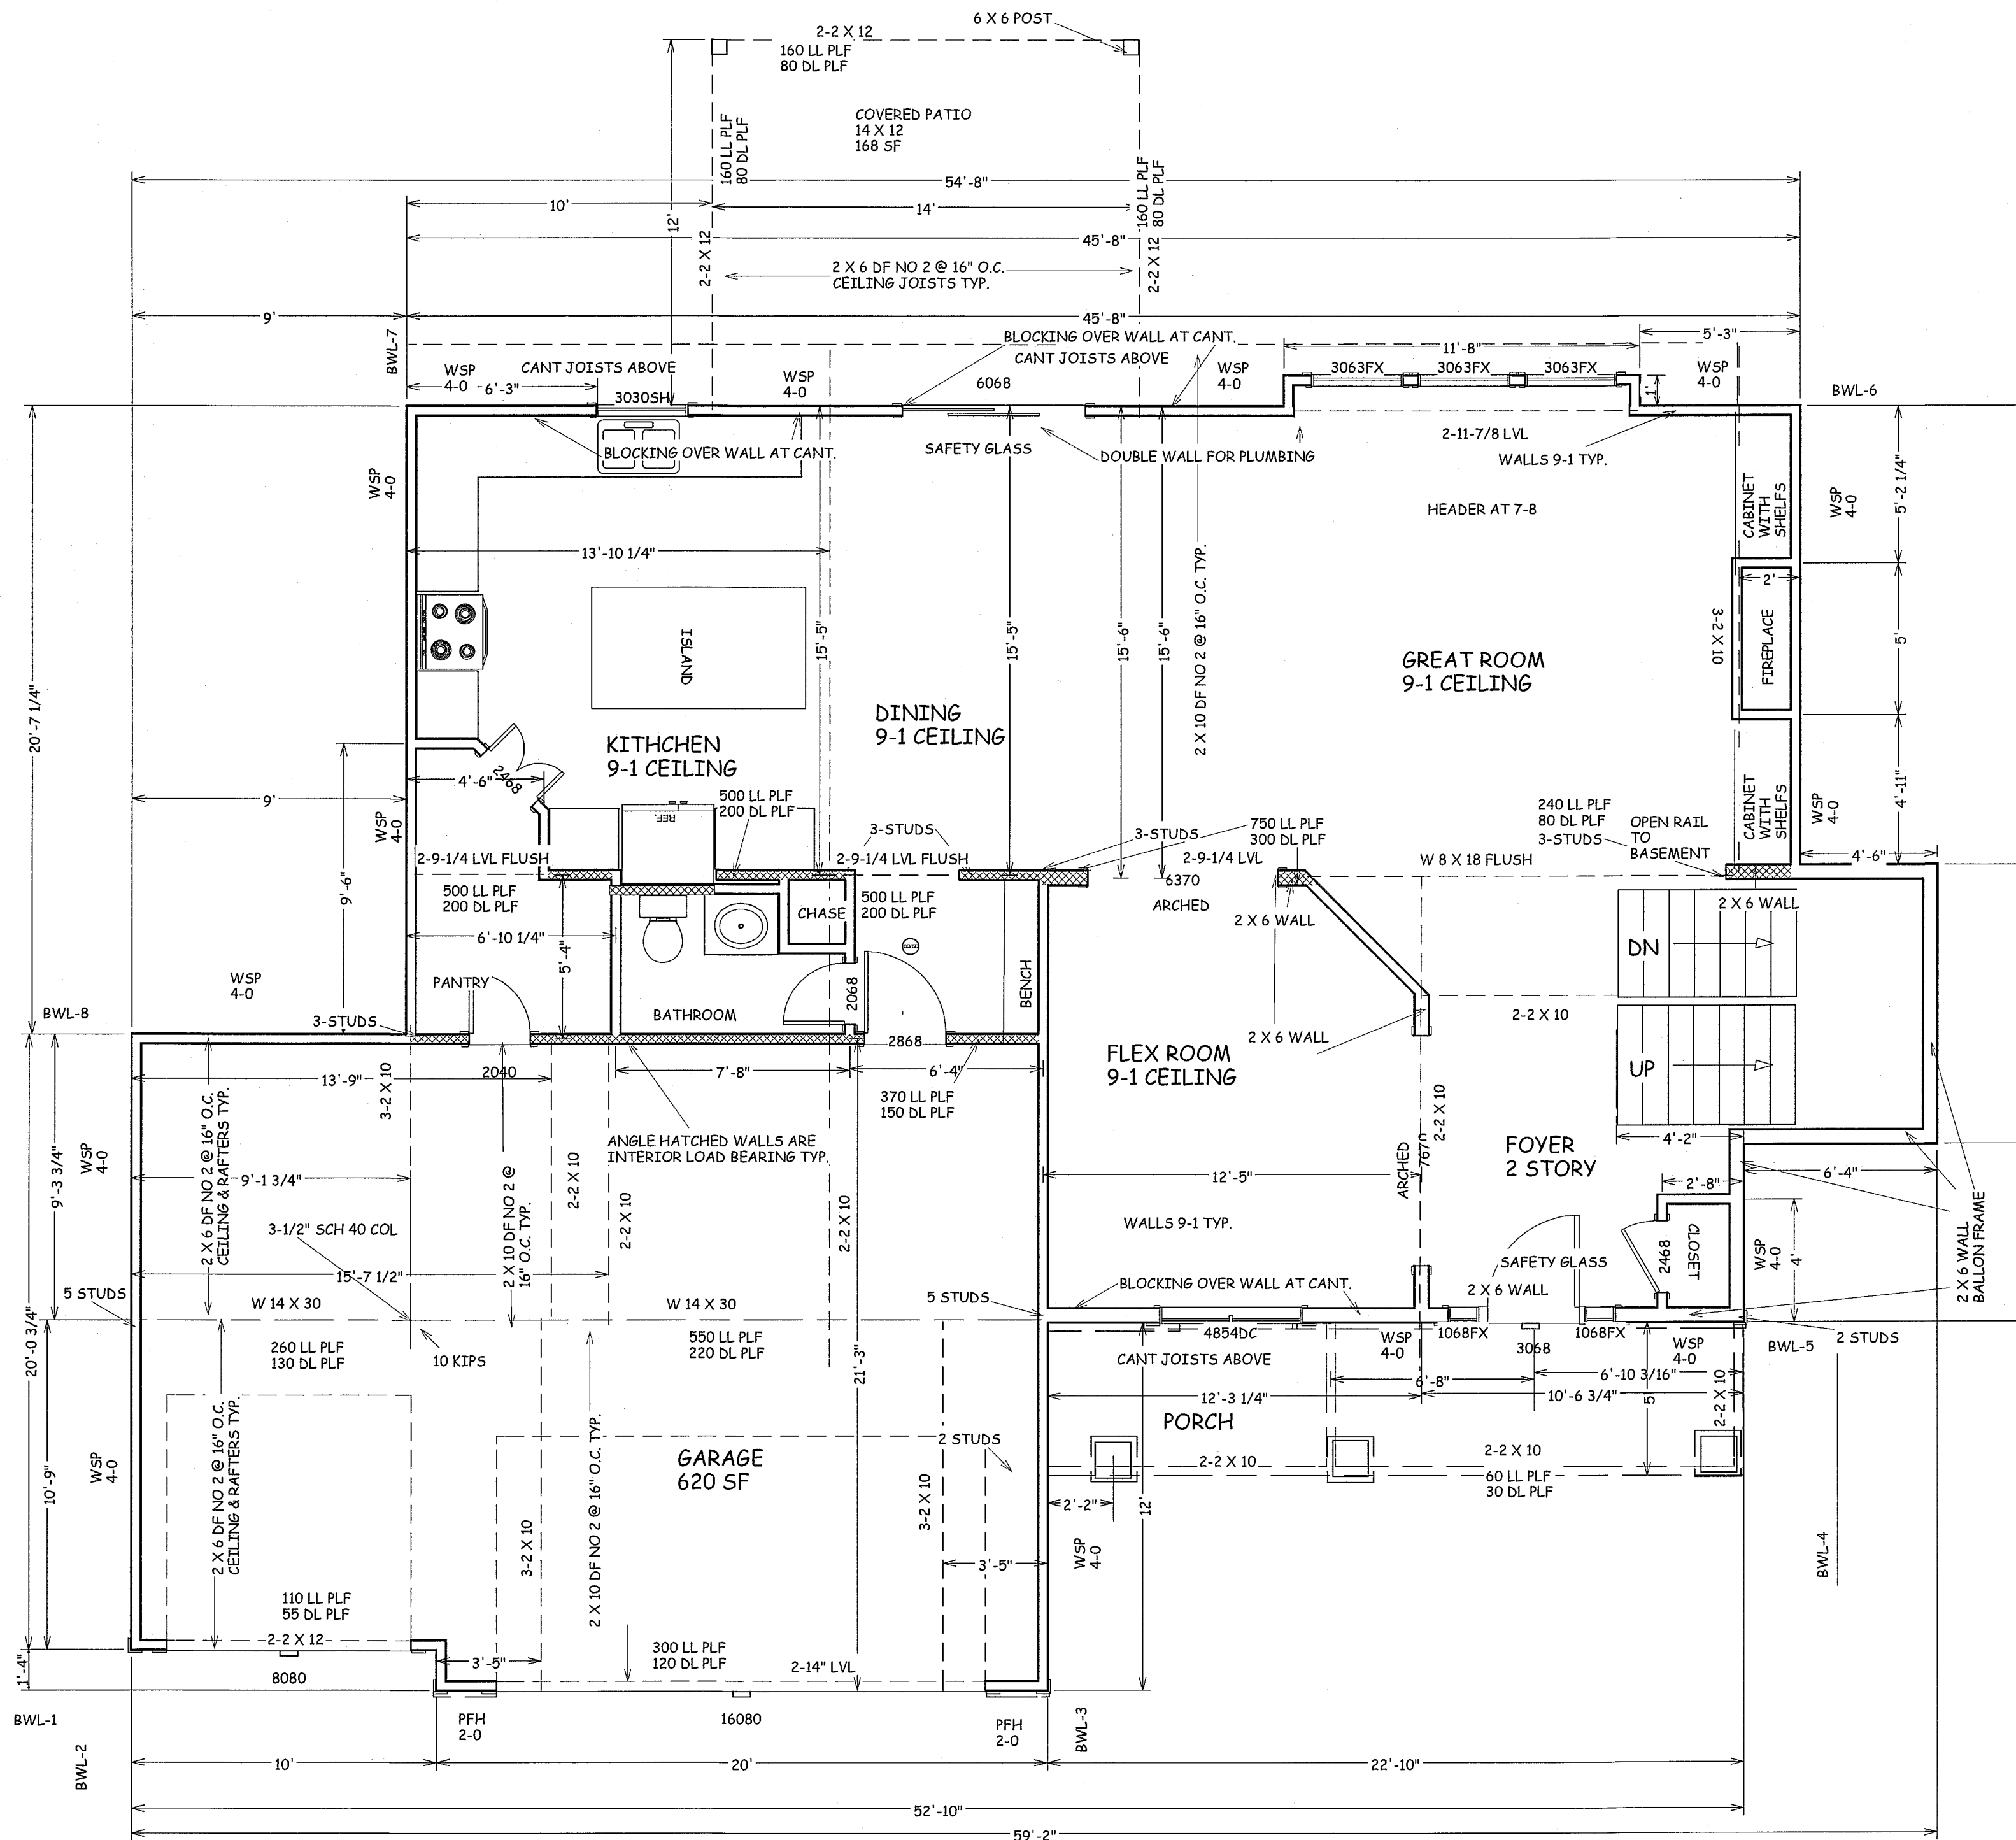 6 X 6 POST
2-2 X 12
160 LL PLF
80 DL PLF
COVERED PATIO
14 X 12
168 SF
160 LL PLF
80 DL PLF
160 LL PLF
80 DL PLF
54'-8"
10'
14'
12'
45'-8"
2-2 X 12
2-2 X 12
2 X 6 DF NO 2 @ 16" O.C.
CEILING JOISTS TYP.
9'
45'-8"
BWL-7
BLOCKING OVER WALL AT CANT.
5'-3"
11'-8"
WSP
4-0
CANT JOISTS ABOVE
WSP
4-0
CANT JOISTS ABOVE
WSP
4-0
3063FX
3063FX
3063FX
WSP
4-0
6'-3"
6068
1'
BWL-6
3030SH
BLOCKING OVER WALL AT CANT.
SAFETY GLASS
DOUBLE WALL FOR PLUMBING
2-11-7/8 LVL
WALLS 9-1 TYP.
WSP
4-0
HEADER AT 7-8
CABINET
WITH
SHELFS
WSP
4-0
5'-2 1/4"
13'-10 1/4"
2 X 10 DF NO 2 @ 16" O.C. TYP.
2'
ISLAND
15'-5"
15'-5"
15'-6"
15'-6"
GREAT ROOM
9-1 CEILING
3-2 X 10
FIREPLACE
5'
20'-7 1/4"
DINING
9-1 CEILING
KITHCHEN
9-1 CEILING
2468
4'-6"
9'
WSP
4-0
REF.
500 LL PLF
200 DL PLF
3-STUDS
3-STUDS
750 LL PLF
300 DL PLF
240 LL PLF
80 DL PLF
3-STUDS
OPEN RAIL
TO
BASEMENT
CABINET
WITH
SHELFS
WSP
4-0
4'-11"
4'-6"
2-9-1/4 LVL FLUSH
2-9-1/4 LVL FLUSH
2-9-1/4 LVL
W 8 X 18 FLUSH
6370
ARCHED
9'-6"
500 LL PLF
200 DL PLF
CHASE
500 LL PLF
200 DL PLF
2 X 6 WALL
2 X 6 WALL
6'-10 1/4"
5'-4"
DN
WSP
4-0
PANTRY
BATHROOM
2068
BENCH
2-2 X 10
BWL-8
3-STUDS
2868
2 X 6 WALL
FLEX ROOM
9-1 CEILING
UP
13'-9"
3-2 X 10
2040
7'-8"
6'-4"
370 LL PLF
150 DL PLF
2 X 6 DF NO 2 @ 16" O.C.
CEILING & RAFTERS TYP.
ANGLE HATCHED WALLS ARE
INTERIOR LOAD BEARING TYP.
ARCHED
7670
2-2 X 10
FOYER
2 STORY
4'-2"
WSP
4-0
9'-3 3/4"
9'-1 3/4"
2 X 10 DF NO 2 @
16" O.C. TYP.
2-2 X 10
2-2 X 10
2-2 X 10
12'-5"
2'-8"
6'-4"
3-1/2" SCH 40 COL
WALLS 9-1 TYP.
2468
CLOSET
WSP
4-0
4'
2 X 6 WALL
BALLON FRAME
15'-7 1/2"
SAFETY GLASS
BLOCKING OVER WALL AT CANT.
2 X 6 WALL
5 STUDS
W 14 X 30
W 14 X 30
5 STUDS
4854DC
WSP
4-0
1068FX
3068
1068FX
WSP
4-0
BWL-5
2 STUDS
260 LL PLF
130 DL PLF
10 KIPS
550 LL PLF
220 DL PLF
CANT JOISTS ABOVE
20'-0 3/4"
21'-3"
6'-8"
6'-10 3/16"
12'-3 1/4"
10'-6 3/4"
5'
2-2 X 10
PORCH
WSP
4-0
10'-9"
2 X 6 DF NO 2 @ 16" O.C.
CEILING & RAFTERS TYP.
2 X 10 DF NO 2 @ 16" O.C. TYP.
GARAGE
620 SF
2 STUDS
2-2 X 10
2-2 X 10
60 LL PLF
30 DL PLF
3-2 X 10
3-2 X 10
2'-2"
12'
WSP
4-0
3'-5"
BWL-4
110 LL PLF
55 DL PLF
2-2 X 12
300 LL PLF
120 DL PLF
2-14" LVL
3'-5"
1'-4"
8080
BWL-1
BWL-2
PFH
2-0
16080
PFH
2-0
BWL-3
10'
20'
22'-10"
52'-10"
59'-2"